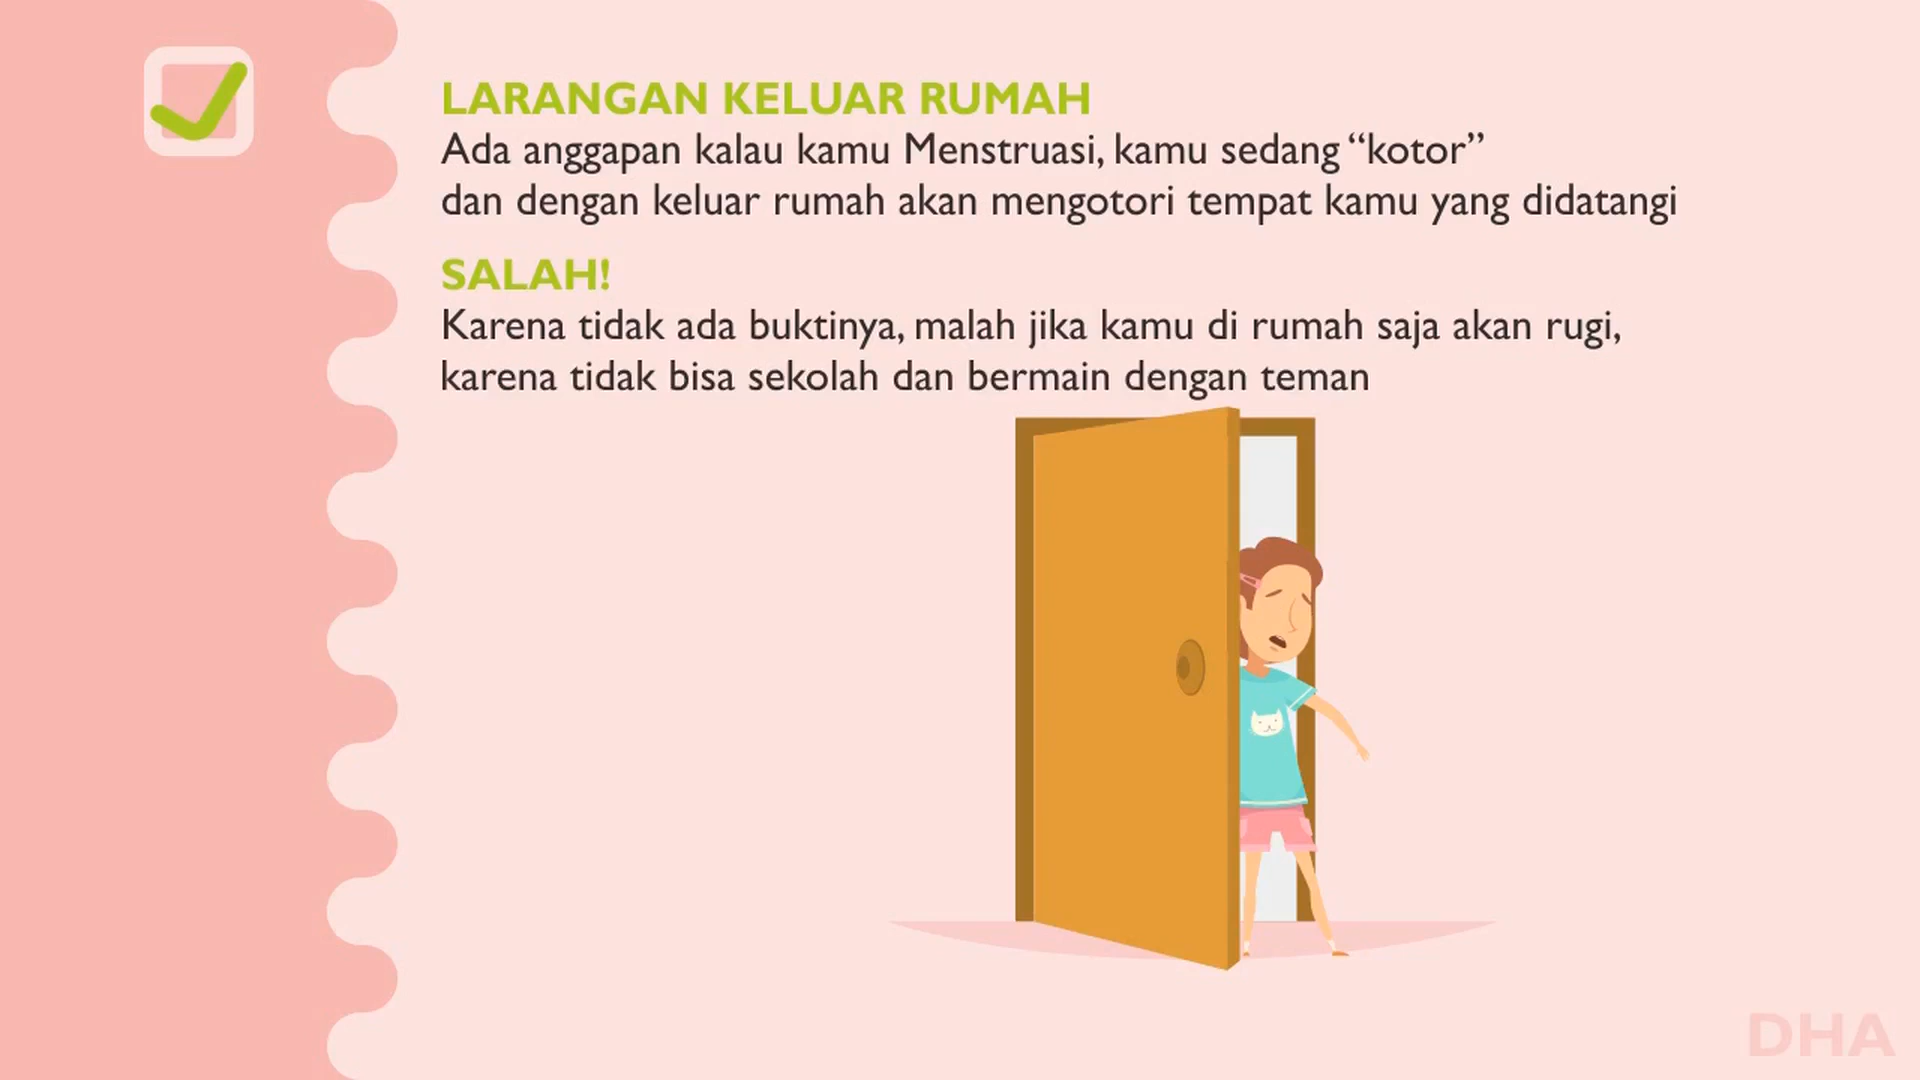 LARANGAN KELUAR RUMAH
Ada anggapan kalau kamu Menstruasi, kamu sedang “kotor”
dan dengan keluar rumah akan mengotori tempat kamu yang didatangi
SALAH!
Karena tidak ada buktinya, malah jika kamu di rumah saja akan rugi,
karena tidak bisa sekolah dan bermain dengan teman
DHA